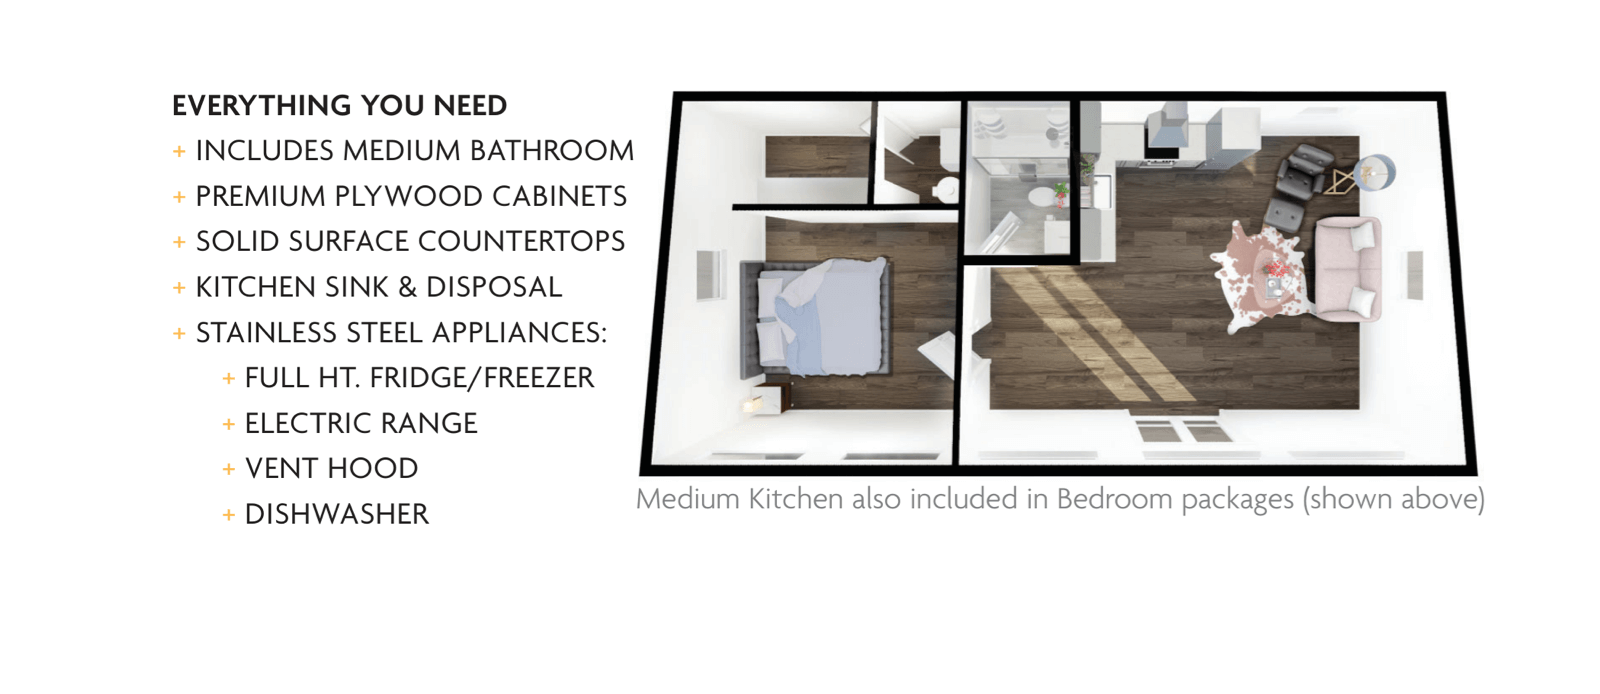 EVERYTHING YOU NEED
+ INCLUDES MEDIUM BATHROOM
+ PREMIUM PLYWOOD CABINETS
+ SOLID SURFACE COUNTERTOPS
+ KITCHEN SINK & DISPOSAL
+ STAINLESS STEEL APPLIANCES:
+ FULL HT. FRIDGE/FREEZER
+ ELECTRIC RANGE
+ VENT HOOD
+ DISHWASHER
Medium Kitchen also included in Bedroom packages (shown above)